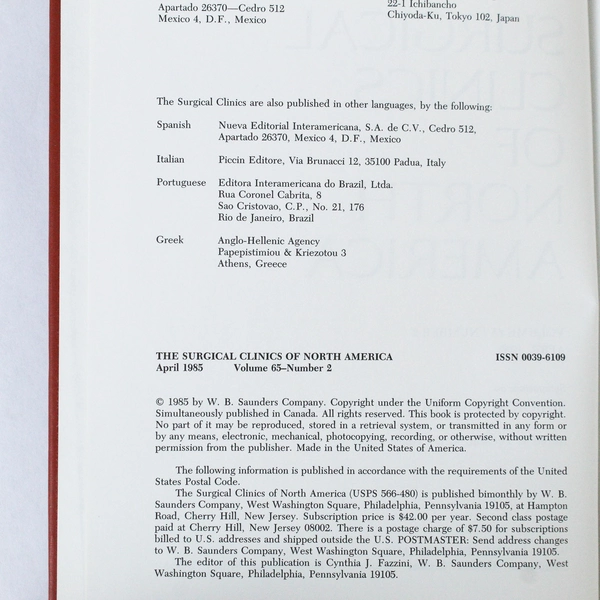 Apartado 26370—Cedro 512
Mexico 4, D.F., Mexico
22-1 Ichibancho
Chiyoda-Ku, Tokyo 102, Japan
The Surgical Clinics are also published in other languages, by the following:
Spanish Nueva Editorial Interamericana, S.A. de C.V., Cedro 512,
Apartado 26370, Mexico 4, D.F., Mexico
Italian Piccin Editore, Via Brunacci 12, 35100 Padua, Italy
Portuguese Editora Interamericana do Brazil, Ltda.
Rua Coronel Cabrita, 8
Sao Cristovao, C.P., No. 21, 176
Rio de Janeiro, Brazil
Greek Anglo-Hellenic Agency
Papepistimiou & Kriezotou 3
Athens, Greece
THE SURGICAL CLINICS OF NORTH AMERICA ISSN 0039-6109
April 1985 Volume 65–Number 2
© 1985 by W. B. Saunders Company. Copyright under the Uniform Copyright Convention.
Simultaneously published in Canada. All rights reserved. This book is protected by copyright.
No part of it may be reproduced, stored in a retrieval system, or transmitted in any form or
by any means, electronic, mechanical, photocopying, recording, or otherwise, without written
permission from the publisher. Made in the United States of America.
The following information is published in accordance with the requirements of the United
States Postal Code.
The Surgical Clinics of North America (USPS 566-480) is published bimonthly by W. B.
Saunders Company, West Washington Square, Philadelphia, Pennsylvania 19105, at Hampton
Road, Cherry Hill, New Jersey. Subscription price is $42.00 per year. Second class postage
paid at Cherry Hill, New Jersey 08002. There is a postage charge of $7.50 for subscriptions
billed to U.S. addresses and shipped outside the U.S. POSTMASTER: Send address changes
to W. B. Saunders Company, West Washington Square, Philadelphia, Pennsylvania 19105.
The editor of this publication is Cynthia J. Fazzini, W. B. Saunders Company, West
Washington Square, Philadelphia, Pennsylvania 19105.